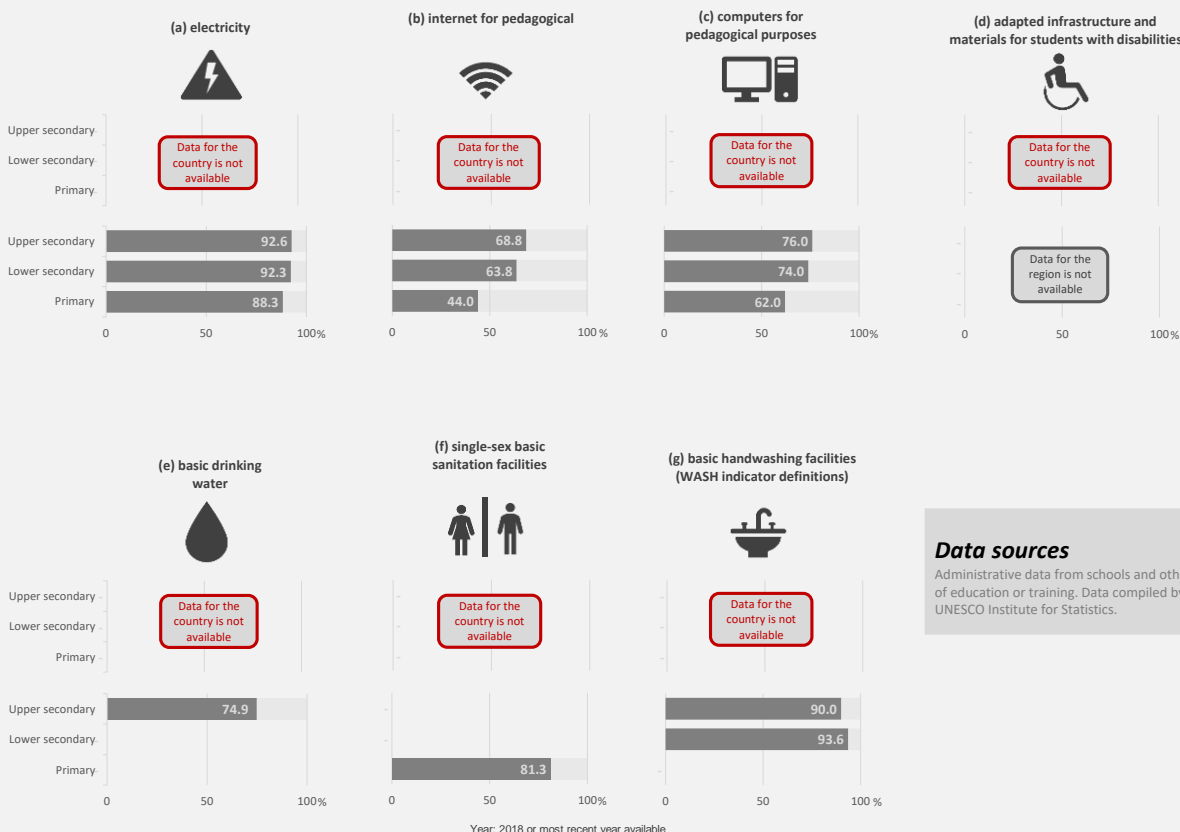 (a) electricity
(b) internet for pedagogical
(c) computers for
pedagogical purposes
(d) adapted infrastructure and
materials for students with disabilities
Upper secondary
Lower secondary
Primary
Data for the
country is not
available
Data for the
country is not
available
Data for the
country is not
available
Data for the
country is not
available
Upper secondary
Lower secondary
Primary
92.6
92.3
88.3
0
50
100%
68.8
63.8
44.0
0
50
100%
76.0
74.0
62.0
0
50
100%
Data for the
region is not
available
0
50
100%
(e) basic drinking
water
(f) single-sex basic
sanitation facilities
(g) basic handwashing facilities
(WASH indicator definitions)
Upper secondary
Lower secondary
Primary
Data for the
country is not
available
Data for the
country is not
available
Data for the
country is not
available
Data sources
Administrative data from schools and oth
of education or training. Data compiled by
UNESCO Institute for Statistics.
Upper secondary
Lower secondary
Primary
74.9
0
50
100%
81.3
0
50
100%
90.0
93.6
0
50
100 %
Year: 2018 or most recent year available